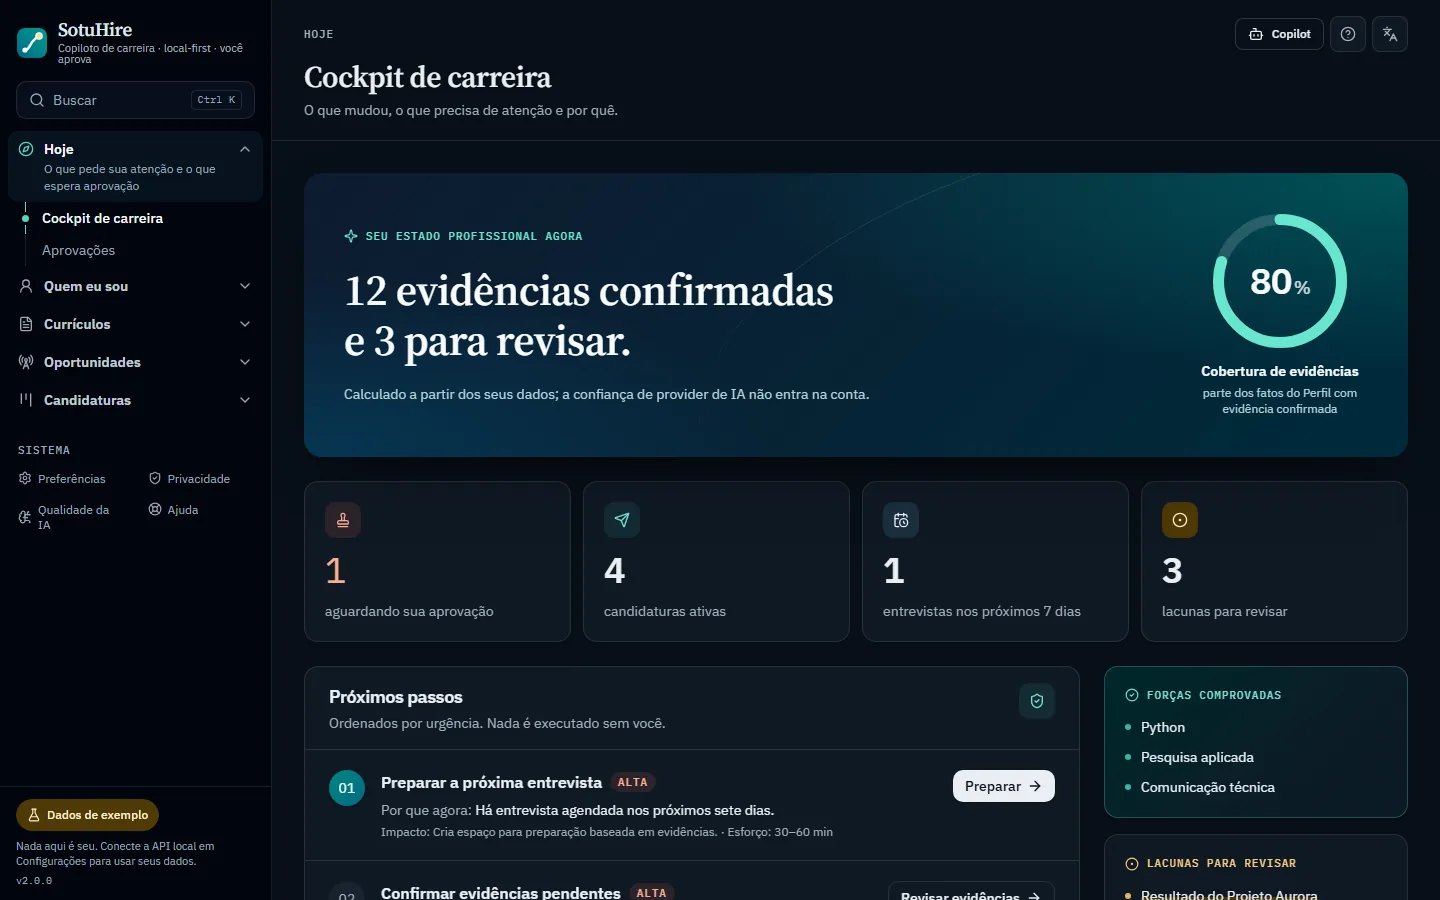 SotuHire
Copiloto de carreira · local-first · você
aprova
Buscar
Ctrl K
Hoje
O que pede sua atenção e o que
espera aprovação
Cockpit de carreira
Aprovações
Quem eu sou
Currículos
Oportunidades
Candidaturas
SISTEMA
Preferências
Privacidade
Qualidade da
IA
Ajuda
Dados de exemplo
Nada aqui é seu. Conecte a API local em
Configurações para usar seus dados.
v2.0.0
HOJE
Copilot
Cockpit de carreira
O que mudou, o que precisa de atenção e por quê.
SEU ESTADO PROFISSIONAL AGORA
12 evidências confirmadas
e 3 para revisar.
Calculado a partir dos seus dados; a confiança de provider de IA não entra na conta.
80%
Cobertura de evidências
parte dos fatos do Perfil com
evidência confirmada
1
aguardando sua aprovação
4
candidaturas ativas
1
entrevistas nos próximos 7 dias
3
lacunas para revisar
Próximos passos
Ordenados por urgência. Nada é executado sem você.
01
Preparar a próxima entrevista ALTA
Por que agora: Há entrevista agendada nos próximos sete dias.
Impacto: Cria espaço para preparação baseada em evidências. · Esforço: 30–60 min
Preparar
02
Confirmar evidências pendentes ALTA
Revisar evidências
FORÇAS COMPROVADAS
Python
Pesquisa aplicada
Comunicação técnica
LACUNAS PARA REVISAR
Resultado do Projeto Aurora